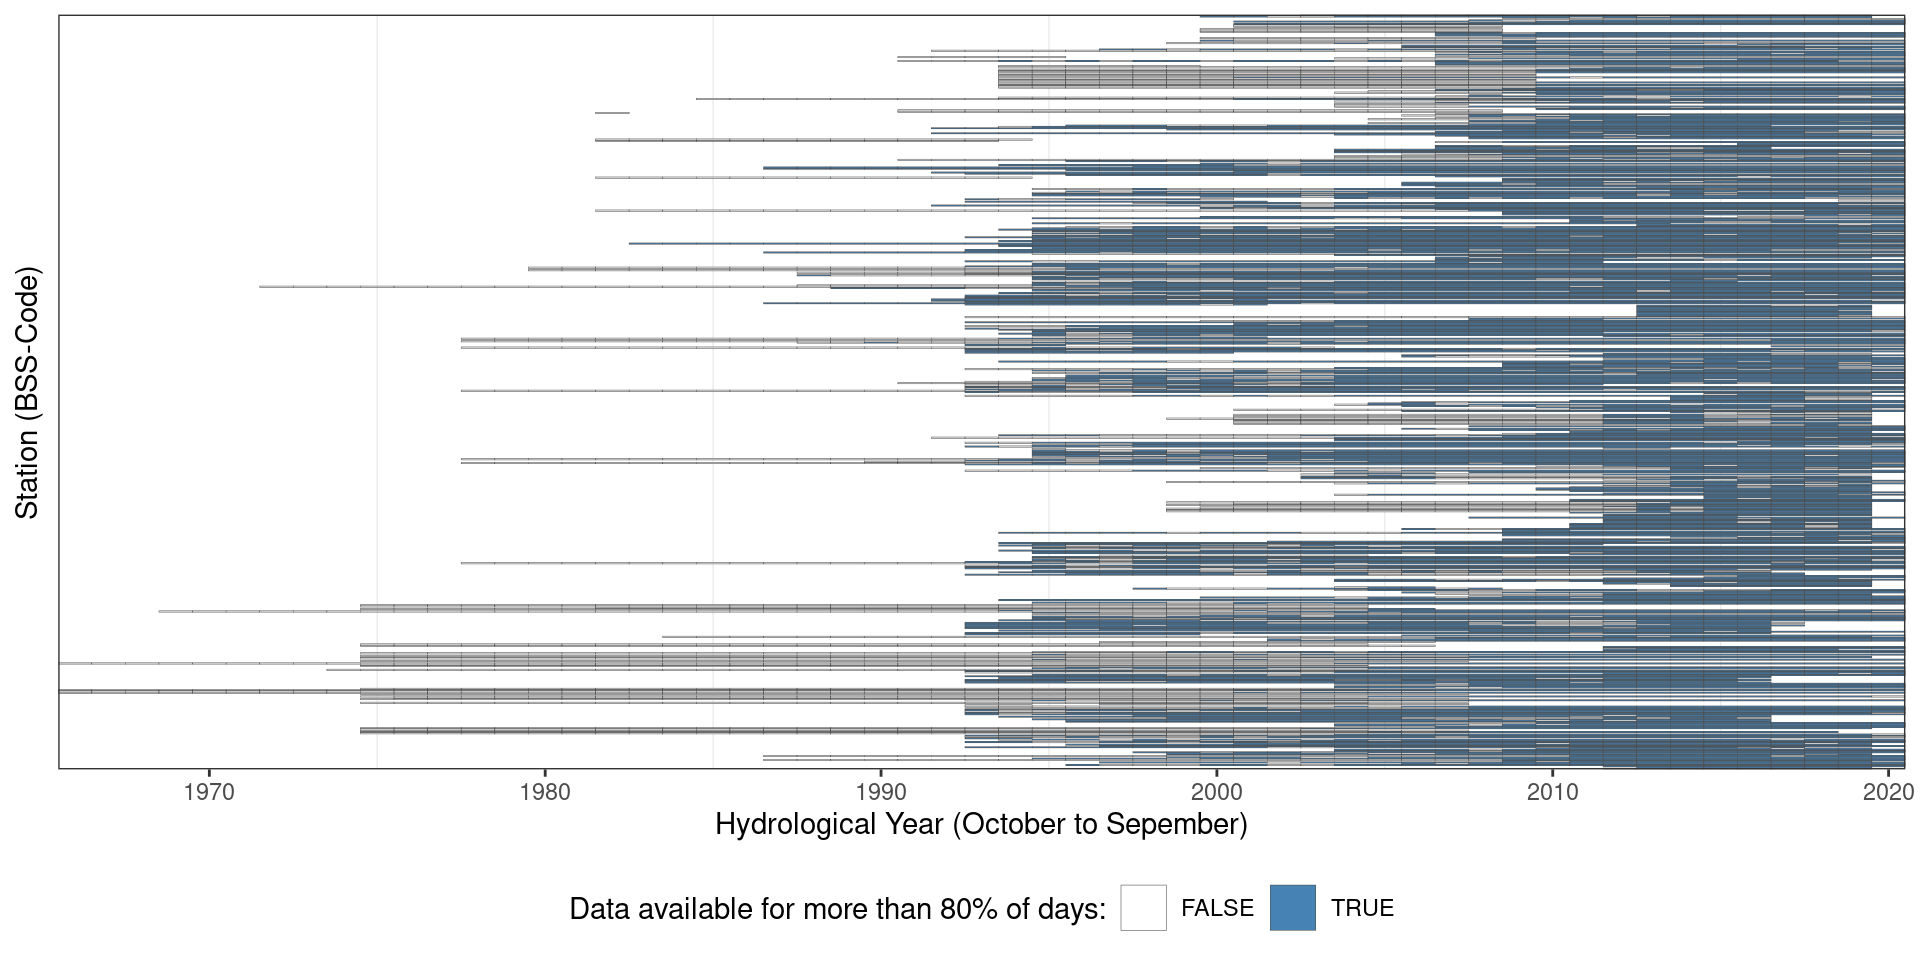 Station (BSS-Code)
1970 1980 1990 2000 2010 2020
Hydrological Year (October to Sepember)
Data available for more than 80% of days: FALSE TRUE